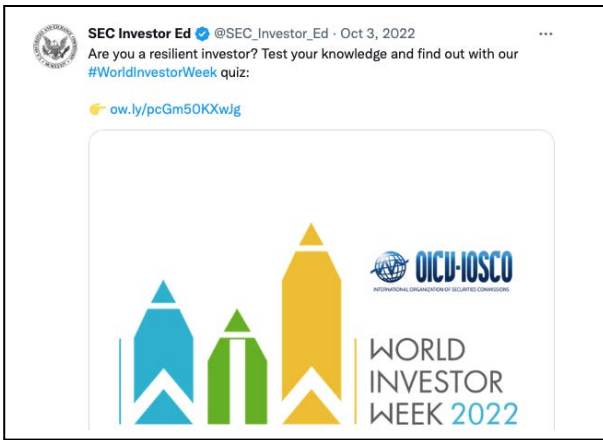 SEC Investor Ed @SEC_Investor_Ed · Oct 3, 2022 ...
Are you a resilient investor? Test your knowledge and find out with our
#WorldInvestorWeek quiz:
👉 ow.ly/pcGm50KXwJg
OICV-IOSCO
INTERNATIONAL ORGANIZATION OF SECURITIES COMMISSIONS
WORLD
INVESTOR
WEEK 2022